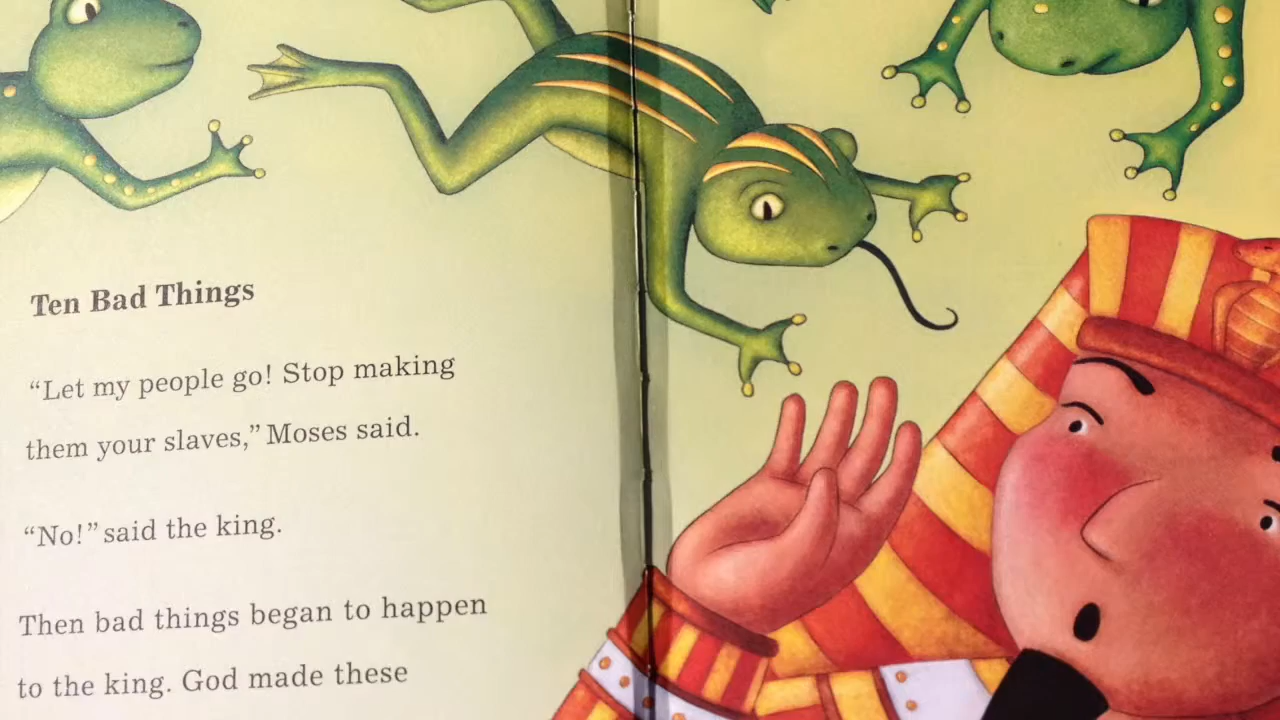 Ten Bad Things
“Let my people go! Stop making
them your slaves,” Moses said.
“No!” said the king.
Then bad things began to happen
to the king. God made these